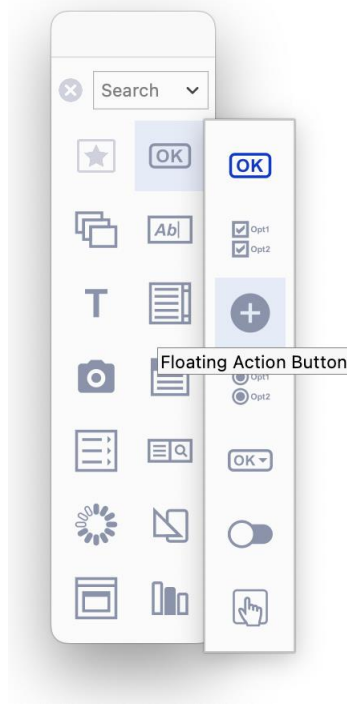 Search
OK
OK
Ab
Opt1
Opt2
T
Floating Action Button
Opt1
Opt2
OK